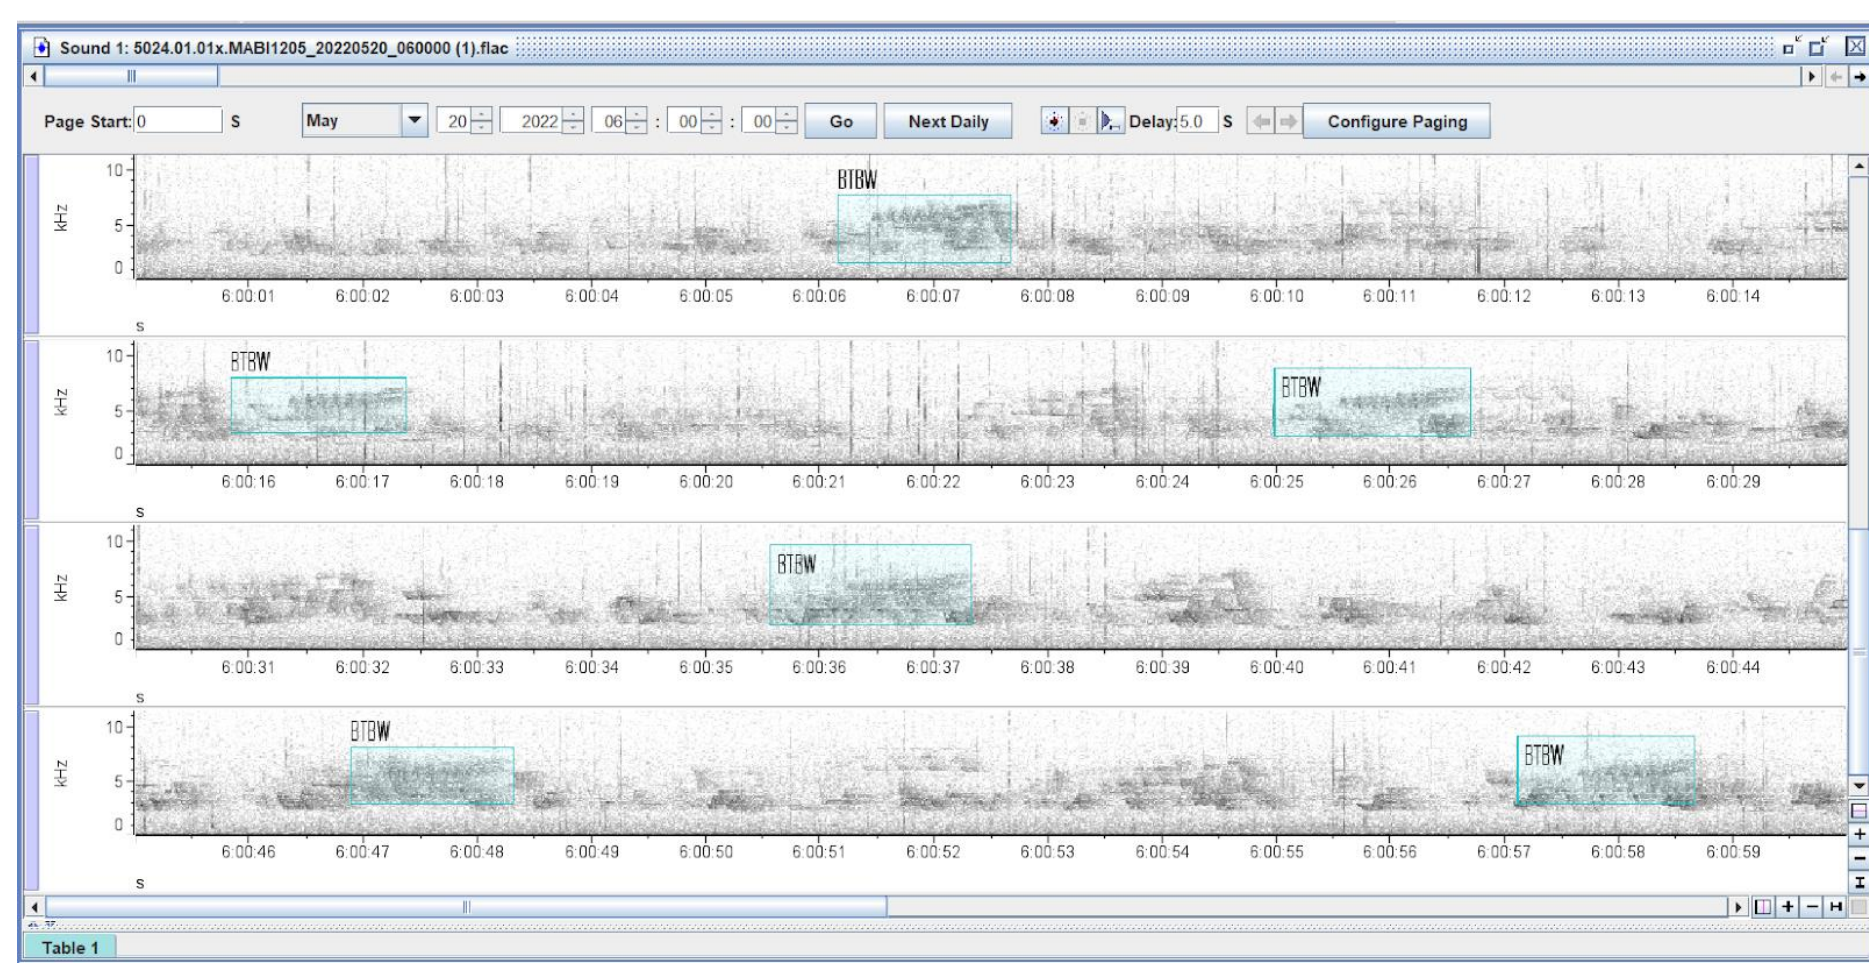 Sound 1: 5024.01.01x.MABI1205_20220520_060000 (1).flac
Page Start: 0 S May 20 2022 06 : 00 : 00 Go Next Daily Delay: 5.0 S Configure Paging
BTBW
10
kHz
5
0
6:00:01 6:00:02 6:00:03 6:00:04 6:00:05 6:00:06 6:00:07 6:00:08 6:00:09 6:00:10 6:00:11 6:00:12 6:00:13 6:00:14
s
BTBW BTBW
10
kHz
5
0
6:00:16 6:00:17 6:00:18 6:00:19 6:00:20 6:00:21 6:00:22 6:00:23 6:00:24 6:00:25 6:00:26 6:00:27 6:00:28 6:00:29
s
10
BTBW
kHz
5
0
6:00:31 6:00:32 6:00:33 6:00:34 6:00:35 6:00:36 6:00:37 6:00:38 6:00:39 6:00:40 6:00:41 6:00:42 6:00:43 6:00:44
s
10 BTBW
BTBW
kHz
5
0
6:00:46 6:00:47 6:00:48 6:00:49 6:00:50 6:00:51 6:00:52 6:00:53 6:00:54 6:00:55 6:00:56 6:00:57 6:00:58 6:00:59
s
Table 1